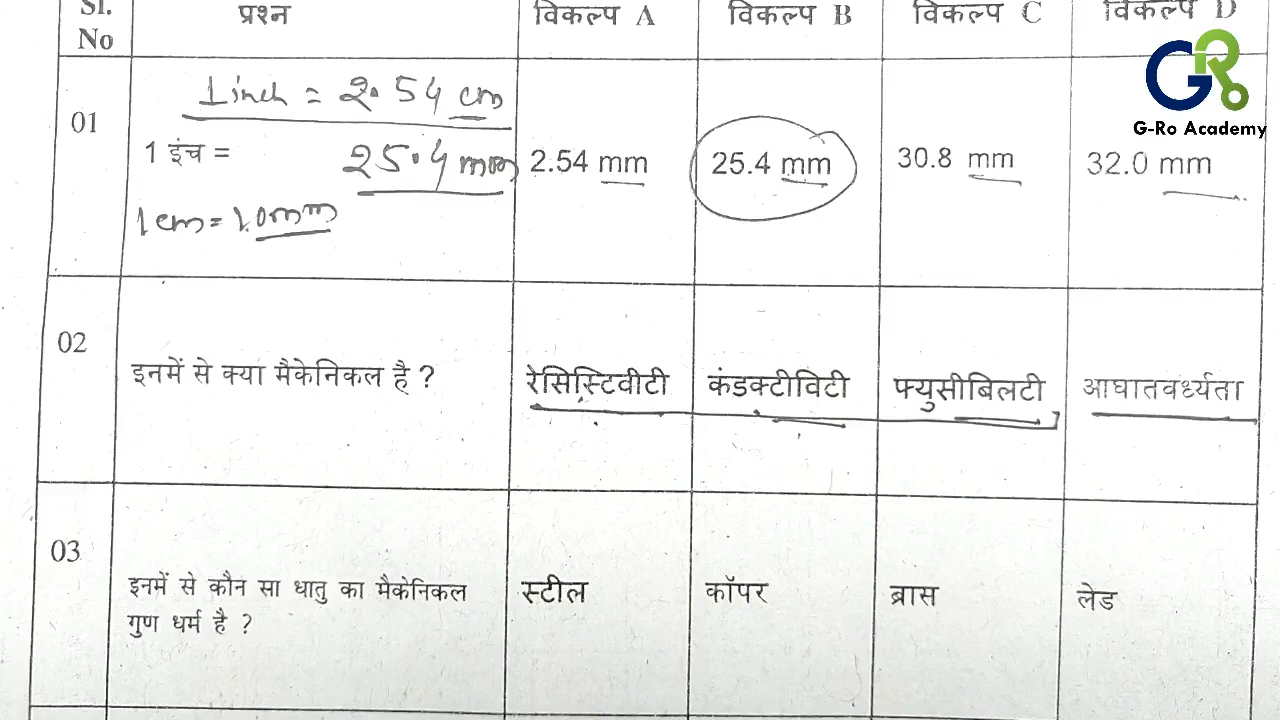 Sl.
No
प्रश्न
विकल्प A
विकल्प B
विकल्प C
विकल्प D
G-Ro Academy
01
1 inch = 2.54 cm
1 इंच =
25.4 mm
1 cm = 10mm
2.54 mm
25.4 mm
30.8 mm
32.0 mm
02
इनमें से क्या मैकेनिकल है ?
रेसिस्टिवीटी
कंडक्टीविटी
फ्युसीबिलटी
आघातवर्ध्यता
03
इनमें से कौन सा धातु का मैकेनिकल
गुण धर्म है ?
स्टील
कॉपर
ब्रास
लेड